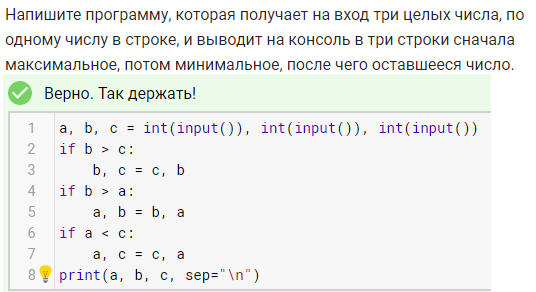 Напишите программу, которая получает на вход три целых числа, по
одному числу в строке, и выводит на консоль в три строки сначала
максимальное, потом минимальное, после чего оставшееся число.
Верно. Так держать!
1 a, b, c = int(input()), int(input()), int(input())
2 if b > c:
3     b, c = c, b
4 if b > a:
5     a, b = b, a
6 if a < c:
7     a, c = c, a
8 print(a, b, c, sep="\n")